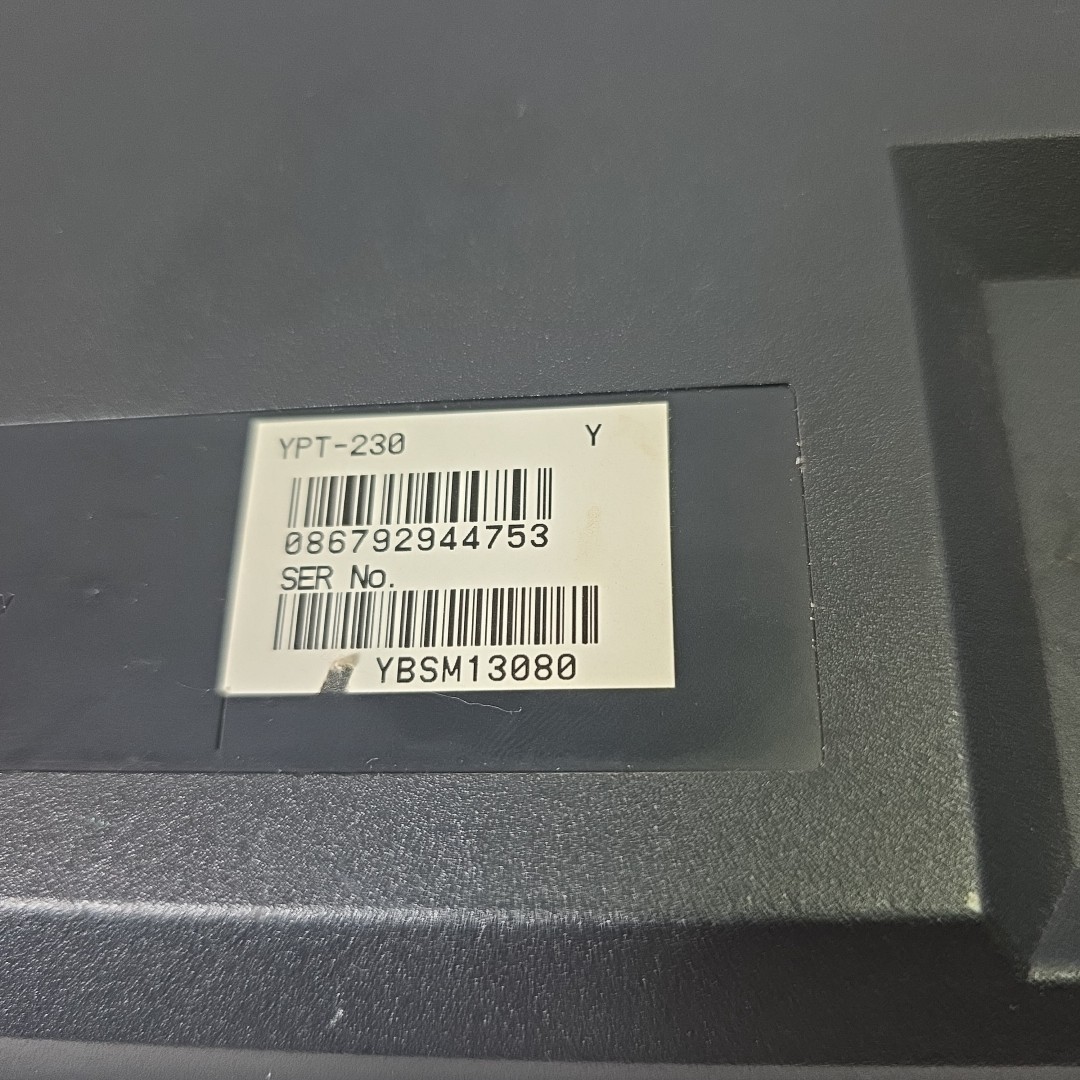 YPT-230 Y
086792944753
SER No.
YBSM13080